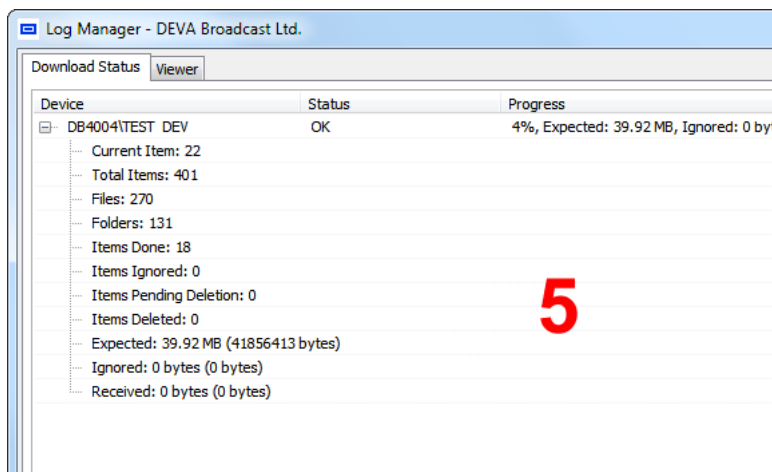 Log Manager - DEVA Broadcast Ltd.
Download Status Viewer
Device Status Progress
DB4004\TEST DEV OK 4%, Expected: 39.92 MB, Ignored: 0 by
Current Item: 22
Total Items: 401
Files: 270
Folders: 131
Items Done: 18
Items Ignored: 0
Items Pending Deletion: 0
Items Deleted: 0
Expected: 39.92 MB (41856413 bytes)
Ignored: 0 bytes (0 bytes)
Received: 0 bytes (0 bytes)
5